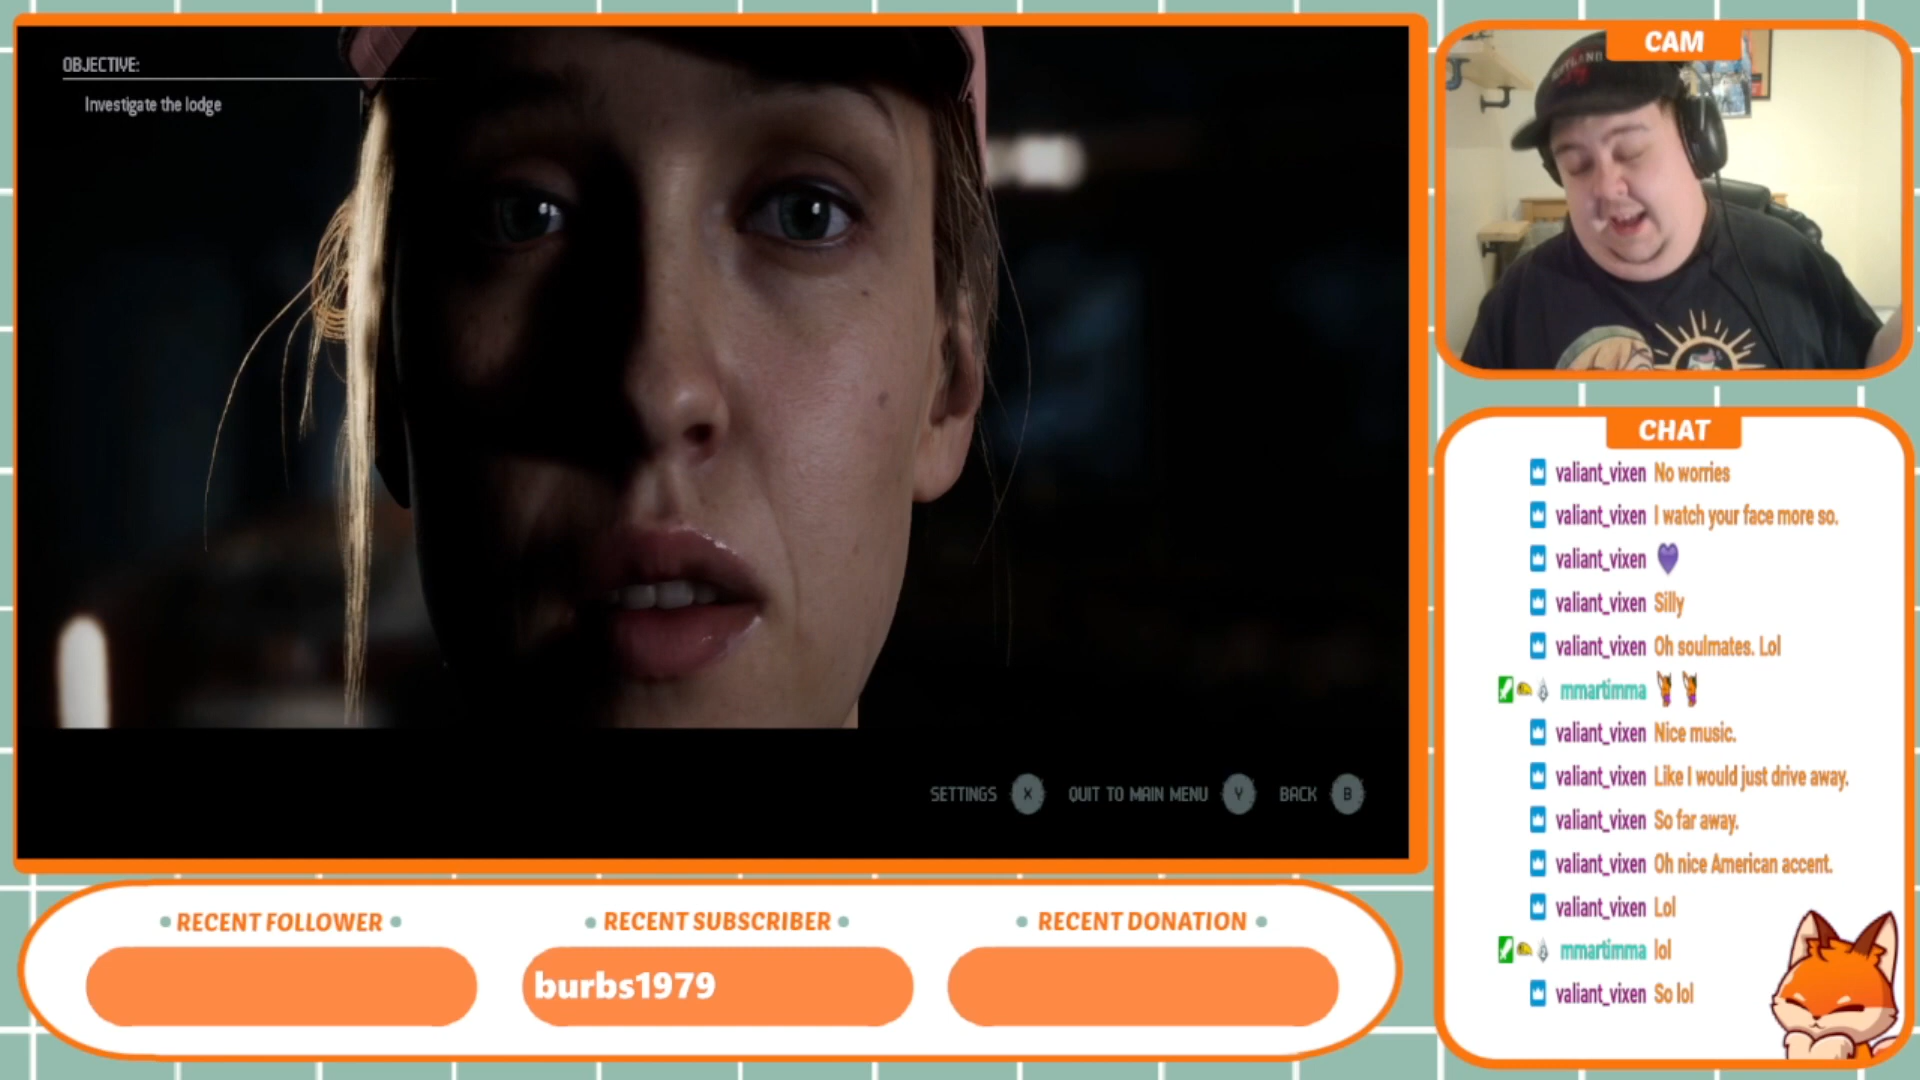 OBJECTIVE:
Investigate the lodge
SETTINGS X QUIT TO MAIN MENU Y BACK B
CAM
CHAT
valiant_vixen No worries
valiant_vixen I watch your face more so.
valiant_vixen
valiant_vixen Silly
valiant_vixen Oh soulmates. Lol
mmartimma
valiant_vixen Nice music.
valiant_vixen Like I would just drive away.
valiant_vixen So far away.
valiant_vixen Oh nice American accent.
valiant_vixen Lol
mmartimma lol
valiant_vixen So lol
RECENT FOLLOWER
RECENT SUBSCRIBER
RECENT DONATION
burbs1979